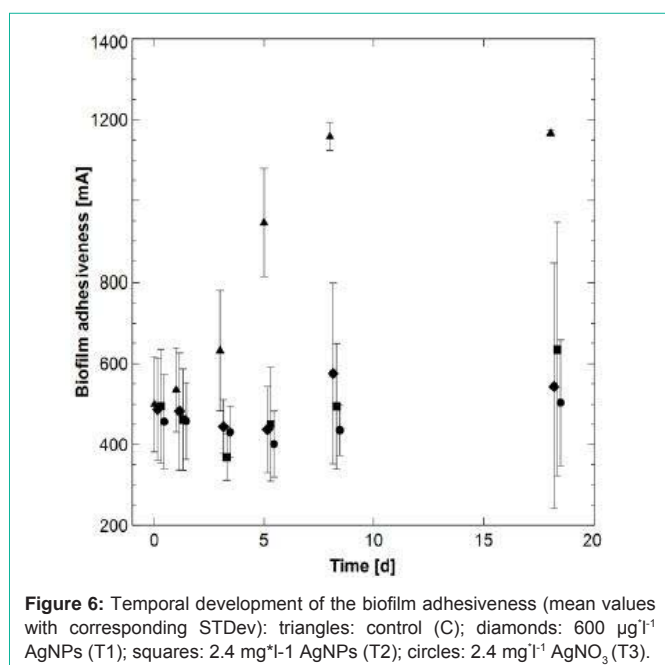 1400
1200
800
600
400
200
Biofilm adhesiveness [mA]
0 5 10 15 20
Time [d]
Figure 6: Temporal development of the biofilm adhesiveness (mean values
with corresponding STDev): triangles: control (C); diamonds: 600 µg*l-1
AgNPs (T1); squares: 2.4 mg*l-1 AgNPs (T2); circles: 2.4 mg*l-1 AgNO3 (T3).